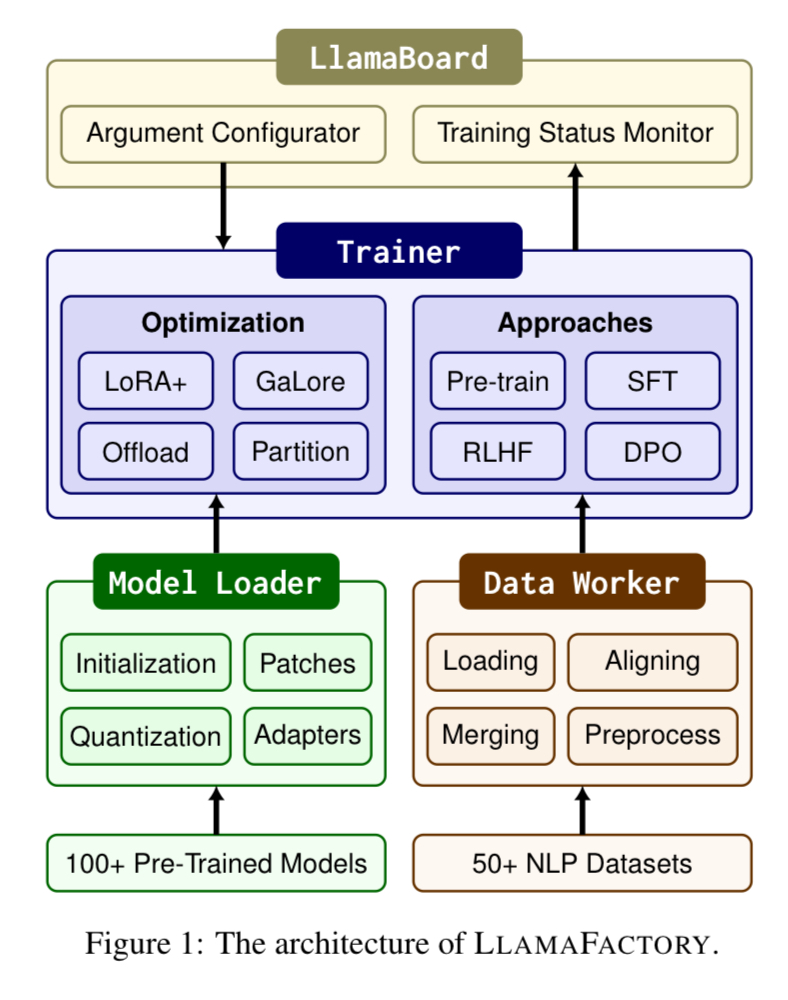 LlamaBoard
Argument Configurator
Training Status Monitor
Trainer
Optimization
LoRA+
GaLore
Offload
Partition
Approaches
Pre-train
SFT
RLHF
DPO
Model Loader
Initialization
Patches
Quantization
Adapters
100+ Pre-Trained Models
Data Worker
Loading
Aligning
Merging
Preprocess
50+ NLP Datasets
Figure 1: The architecture of LLAMAFACTORY.